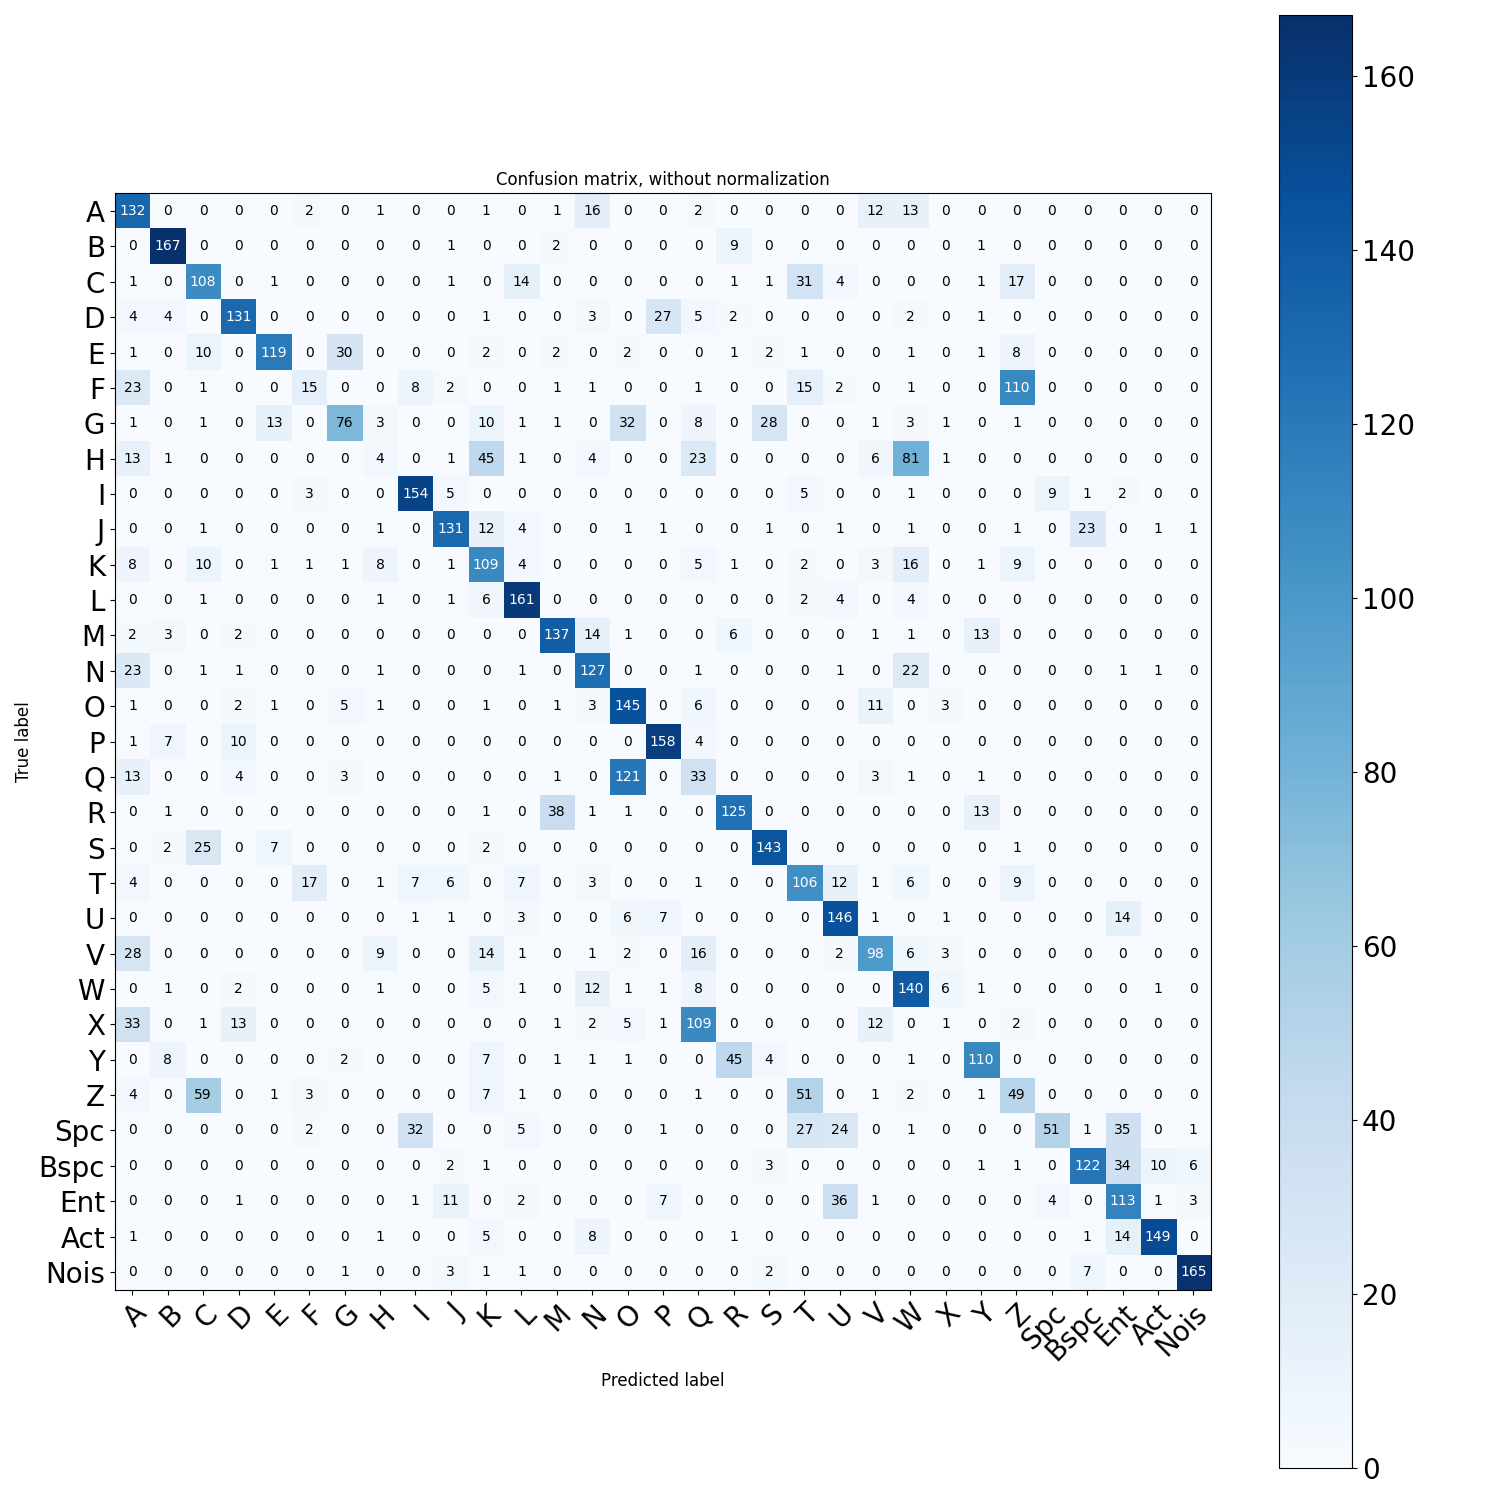 Confusion matrix, without normalization
A 132 0 0 0 0 2 0 1 0 0 1 0 1 16 0 0 2 0 0 0 0 12 13 0 0 0 0 0 0 0 0
B 0 167 0 0 0 0 0 0 0 1 0 0 2 0 0 0 0 9 0 0 0 0 0 0 1 0 0 0 0 0 0
C 1 0 108 0 1 0 0 0 0 1 0 14 0 0 0 0 0 1 1 31 4 0 0 0 1 17 0 0 0 0 0
D 4 4 0 131 0 0 0 0 0 0 1 0 0 3 0 27 5 2 0 0 0 0 2 0 1 0 0 0 0 0 0
E 1 0 10 0 119 0 30 0 0 0 2 0 2 0 2 0 0 1 2 1 0 0 1 0 1 8 0 0 0 0 0
F 23 0 1 0 0 15 0 0 8 2 0 0 1 1 0 0 1 0 0 15 2 0 1 0 0 110 0 0 0 0 0
G 1 0 1 0 13 0 76 3 0 0 10 1 1 0 32 0 8 0 28 0 0 1 3 1 0 1 0 0 0 0 0
H 13 1 0 0 0 0 0 4 0 1 45 1 0 4 0 0 23 0 0 0 0 6 81 1 0 0 0 0 0 0 0
I 0 0 0 0 0 3 0 0 154 5 0 0 0 0 0 0 0 0 0 5 0 0 1 0 0 0 9 1 2 0 0
J 0 0 1 0 0 0 0 1 0 131 12 4 0 0 1 1 0 0 1 0 1 0 1 0 0 1 0 23 0 1 1
K 8 0 10 0 1 1 1 8 0 1 109 4 0 0 0 0 5 1 0 2 0 3 16 0 1 9 0 0 0 0 0
L 0 0 1 0 0 0 0 1 0 1 6 161 0 0 0 0 0 0 0 2 4 0 4 0 0 0 0 0 0 0 0
M 2 3 0 2 0 0 0 0 0 0 0 0 137 14 1 0 0 6 0 0 0 1 1 0 13 0 0 0 0 0 0
N 23 0 1 1 0 0 0 1 0 0 0 1 0 127 0 0 1 0 0 0 1 0 22 0 0 0 0 0 1 1 0
O 1 0 0 2 1 0 5 1 0 0 1 0 1 3 145 0 6 0 0 0 0 11 0 3 0 0 0 0 0 0 0
P 1 7 0 10 0 0 0 0 0 0 0 0 0 0 0 158 4 0 0 0 0 0 0 0 0 0 0 0 0 0 0
Q 13 0 0 4 0 0 3 0 0 0 0 0 1 0 121 0 33 0 0 0 0 3 1 0 1 0 0 0 0 0 0
R 0 1 0 0 0 0 0 0 0 0 1 0 38 1 1 0 0 125 0 0 0 0 0 0 13 0 0 0 0 0 0
S 0 2 25 0 7 0 0 0 0 0 2 0 0 0 0 0 0 0 143 0 0 0 0 0 0 1 0 0 0 0 0
T 4 0 0 0 0 17 0 1 7 6 0 7 0 3 0 0 1 0 0 106 12 1 6 0 0 9 0 0 0 0 0
U 0 0 0 0 0 0 0 0 1 1 0 3 0 0 6 7 0 0 0 0 146 1 0 1 0 0 0 0 14 0 0
V 28 0 0 0 0 0 0 9 0 0 14 1 0 1 2 0 16 0 0 0 2 98 6 3 0 0 0 0 0 0 0
W 0 1 0 2 0 0 0 1 0 0 5 1 0 12 1 1 8 0 0 0 0 0 140 6 1 0 0 0 0 1 0
X 33 0 1 13 0 0 0 0 0 0 0 0 1 2 5 1 109 0 0 0 0 12 0 1 0 2 0 0 0 0 0
Y 0 8 0 0 0 0 2 0 0 0 7 0 1 1 1 0 0 45 4 0 0 0 1 0 110 0 0 0 0 0 0
Z 4 0 59 0 1 3 0 0 0 0 7 1 0 0 0 0 1 0 0 51 0 1 2 0 1 49 0 0 0 0 0
Spc 0 0 0 0 0 2 0 0 32 0 0 5 0 0 0 1 0 0 0 27 24 0 1 0 0 0 51 1 35 0 1
Bspc 0 0 0 0 0 0 0 0 0 2 1 0 0 0 0 0 0 0 3 0 0 0 0 0 1 1 0 122 34 10 6
Ent 0 0 0 1 0 0 0 0 1 11 0 2 0 0 0 7 0 0 0 0 36 1 0 0 0 0 4 0 113 1 3
Act 1 0 0 0 0 0 0 1 0 0 5 0 0 8 0 0 0 1 0 0 0 0 0 0 0 0 0 1 14 149 0
Nois 0 0 0 0 0 0 1 0 0 3 1 1 0 0 0 0 0 0 2 0 0 0 0 0 0 0 0 7 0 0 165
A B C D E F G H I J K L M N O P Q R S T U V W X Y Z Spc Bspc Ent Act Nois
True label
Predicted label
160
140
120
100
80
60
40
20
0